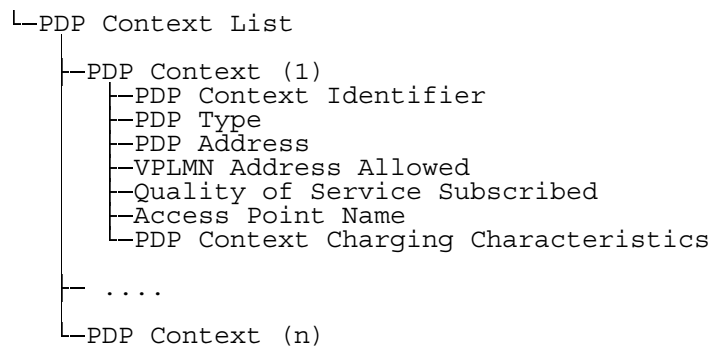 PDP Context List
PDP Context (1)
PDP Context Identifier
PDP Type
PDP Address
VPLMN Address Allowed
Quality of Service Subscribed
Access Point Name
PDP Context Charging Characteristics
....
PDP Context (n)